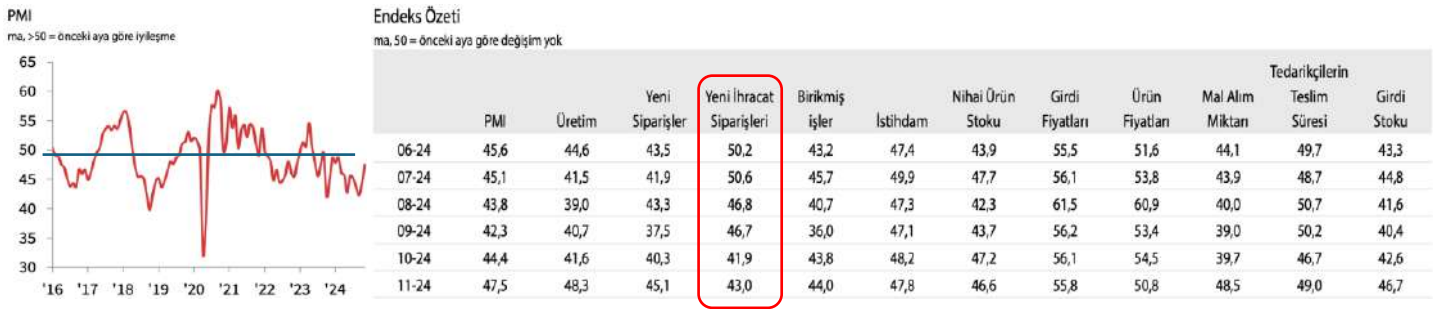 PMI
ma, >50 = önceki aya göre iyileşme
65
60
55
50
45
40
35
30
'16 '17 '18 '19 '20 '21 '22 '23 '24
Endeks Özeti
ma, 50 = önceki aya göre değişim yok
Tedarikçilerin
Yeni Yeni İhracat Birikmiş Nihai Ürün Girdi Ürün Mal Alım Teslim Girdi
PMI Üretim Siparişler Siparişleri işler İstihdam Stoku Fiyatları Fiyatları Miktarı Süresi Stoku
06-24 45,6 44,6 43,5 50,2 43,2 47,4 43,9 55,5 51,6 44,1 49,7 43,3
07-24 45,1 41,5 41,9 50,6 45,7 49,9 47,7 56,1 53,8 43,9 48,7 44,8
08-24 43,8 39,0 43,3 46,8 40,7 47,3 42,3 61,5 60,9 40,0 50,7 41,6
09-24 42,3 40,7 37,5 46,7 36,0 47,1 43,7 56,2 53,4 39,0 50,2 40,4
10-24 44,4 41,6 40,3 41,9 43,8 48,2 47,2 56,1 54,5 39,7 46,7 42,6
11-24 47,5 48,3 45,1 43,0 44,0 47,8 46,6 55,8 50,8 48,5 49,0 46,7